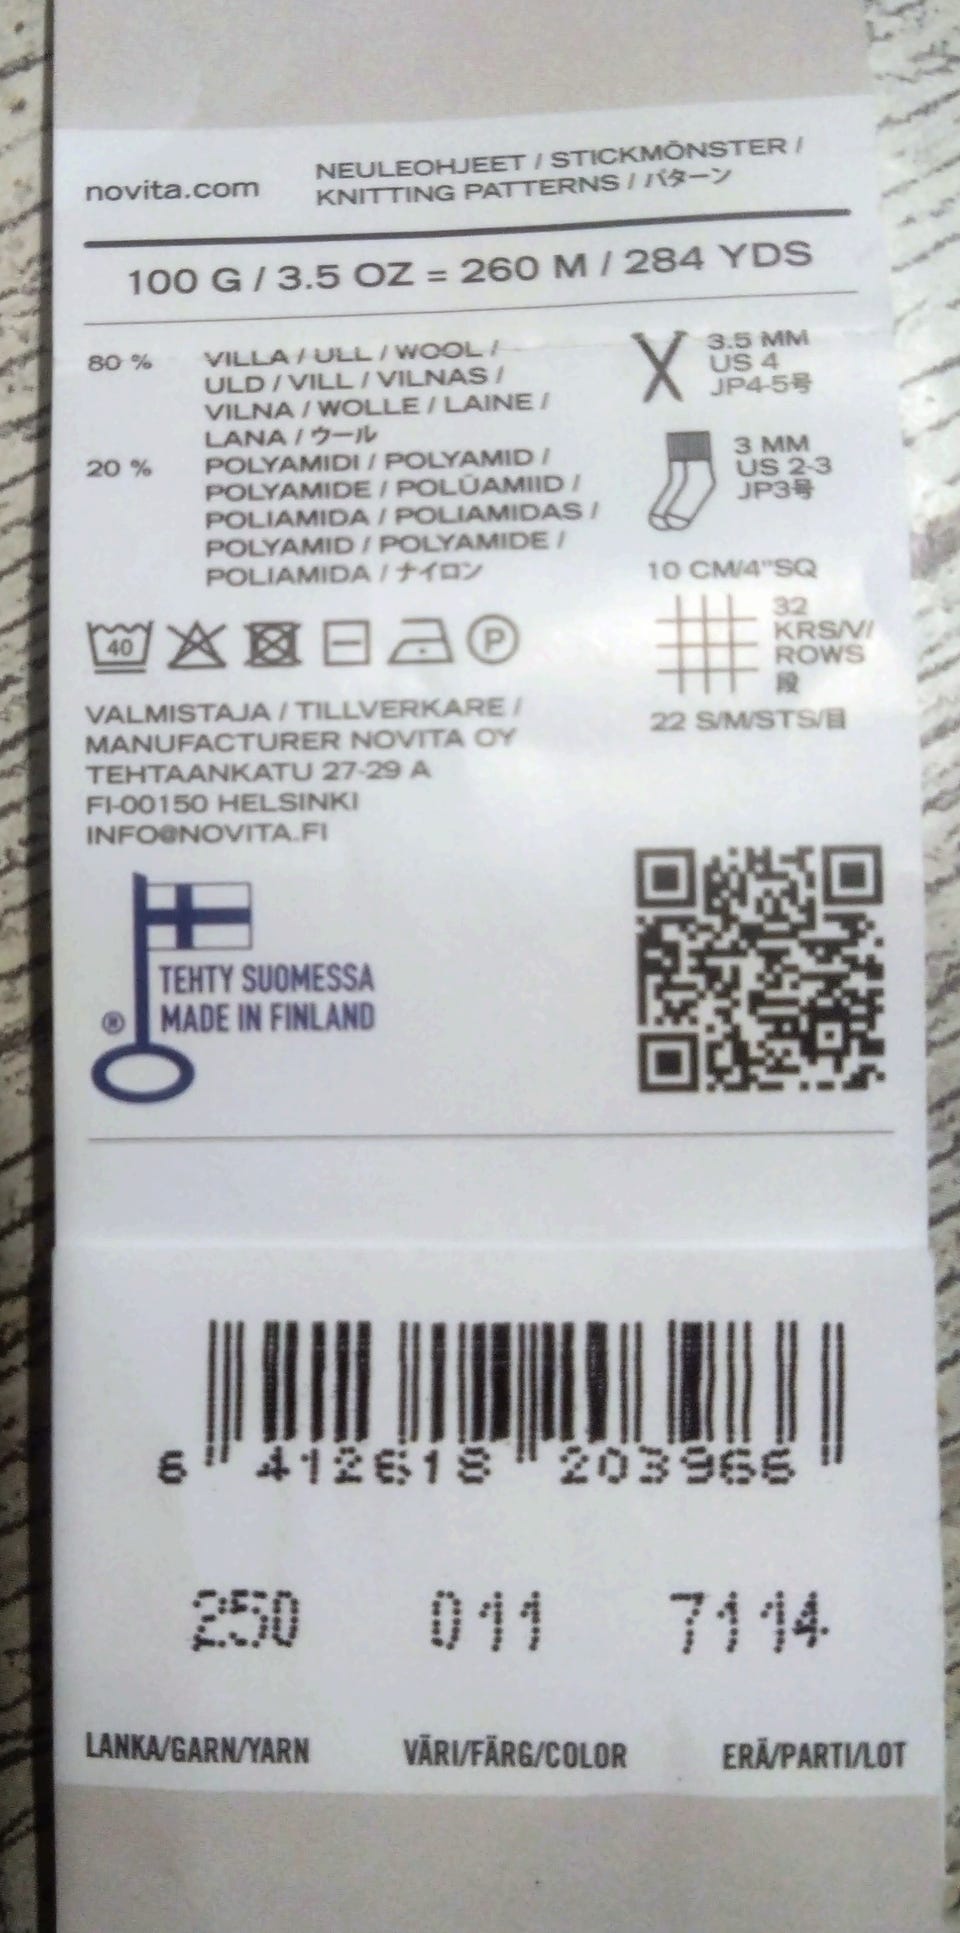 novita.com
NEULEOHJEET / STICKMÖNSTER /
KNITTING PATTERNS / パターン
100 G / 3.5 OZ = 260 M / 284 YDS
80 %
VILLA / ULL / WOOL /
ULD / VILL / VILNAS /
VILNA / WOLLE / LAINE /
LANA / ウール
20 %
POLYAMIDI / POLYAMID /
POLYAMIDE / POLÜAMIID /
POLIAMIDA / POLIAMIDAS /
POLYAMID / POLYAMIDE /
POLIAMIDA / ナイロン
3.5 MM
US 4
JP4-5号
3 MM
US 2-3
JP3号
10 CM/4"SQ
32
KRS/V/
ROWS
段
22 S/M/STS/目
40
P
VALMISTAJA / TILLVERKARE /
MANUFACTURER NOVITA OY
TEHTAANKATU 27-29 A
FI-00150 HELSINKI
INFO@NOVITA.FI
TEHTY SUOMESSA
® MADE IN FINLAND
6 412618 203966
250 011 7114
LANKA/GARN/YARN VÄRI/FÄRG/COLOR ERÄ/PARTI/LOT